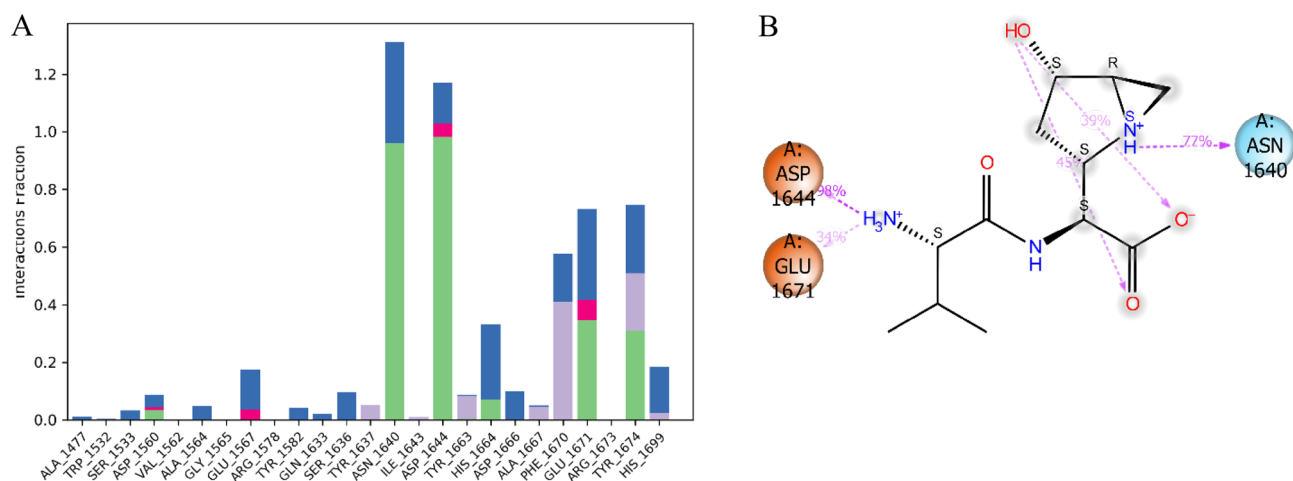 A
B
Interactions Fraction
1.2
1.0
0.8
0.6
0.4
0.2
0.0
ALA_1477
TRP_1532
SER_1533
ASP_1560
VAL_1562
ALA_1564
GLY_1565
GLU_1567
ARG_1578
TYR_1582
GLN_1633
SER_1636
TYR_1637
ASN_1640
ILE_1643
ASP_1644
TYR_1663
HIS_1664
ASP_1666
ALA_1667
PHE_1670
GLU_1671
ARG_1673
TYR_1674
HIS_1699
HO
S
R
39%
S
N+
H
77%
A:
ASN
1640
S
45%
A:
ASP
1644
98%
O
S
H3N+
S
O-
34%
A:
GLU
1671
N
H
O